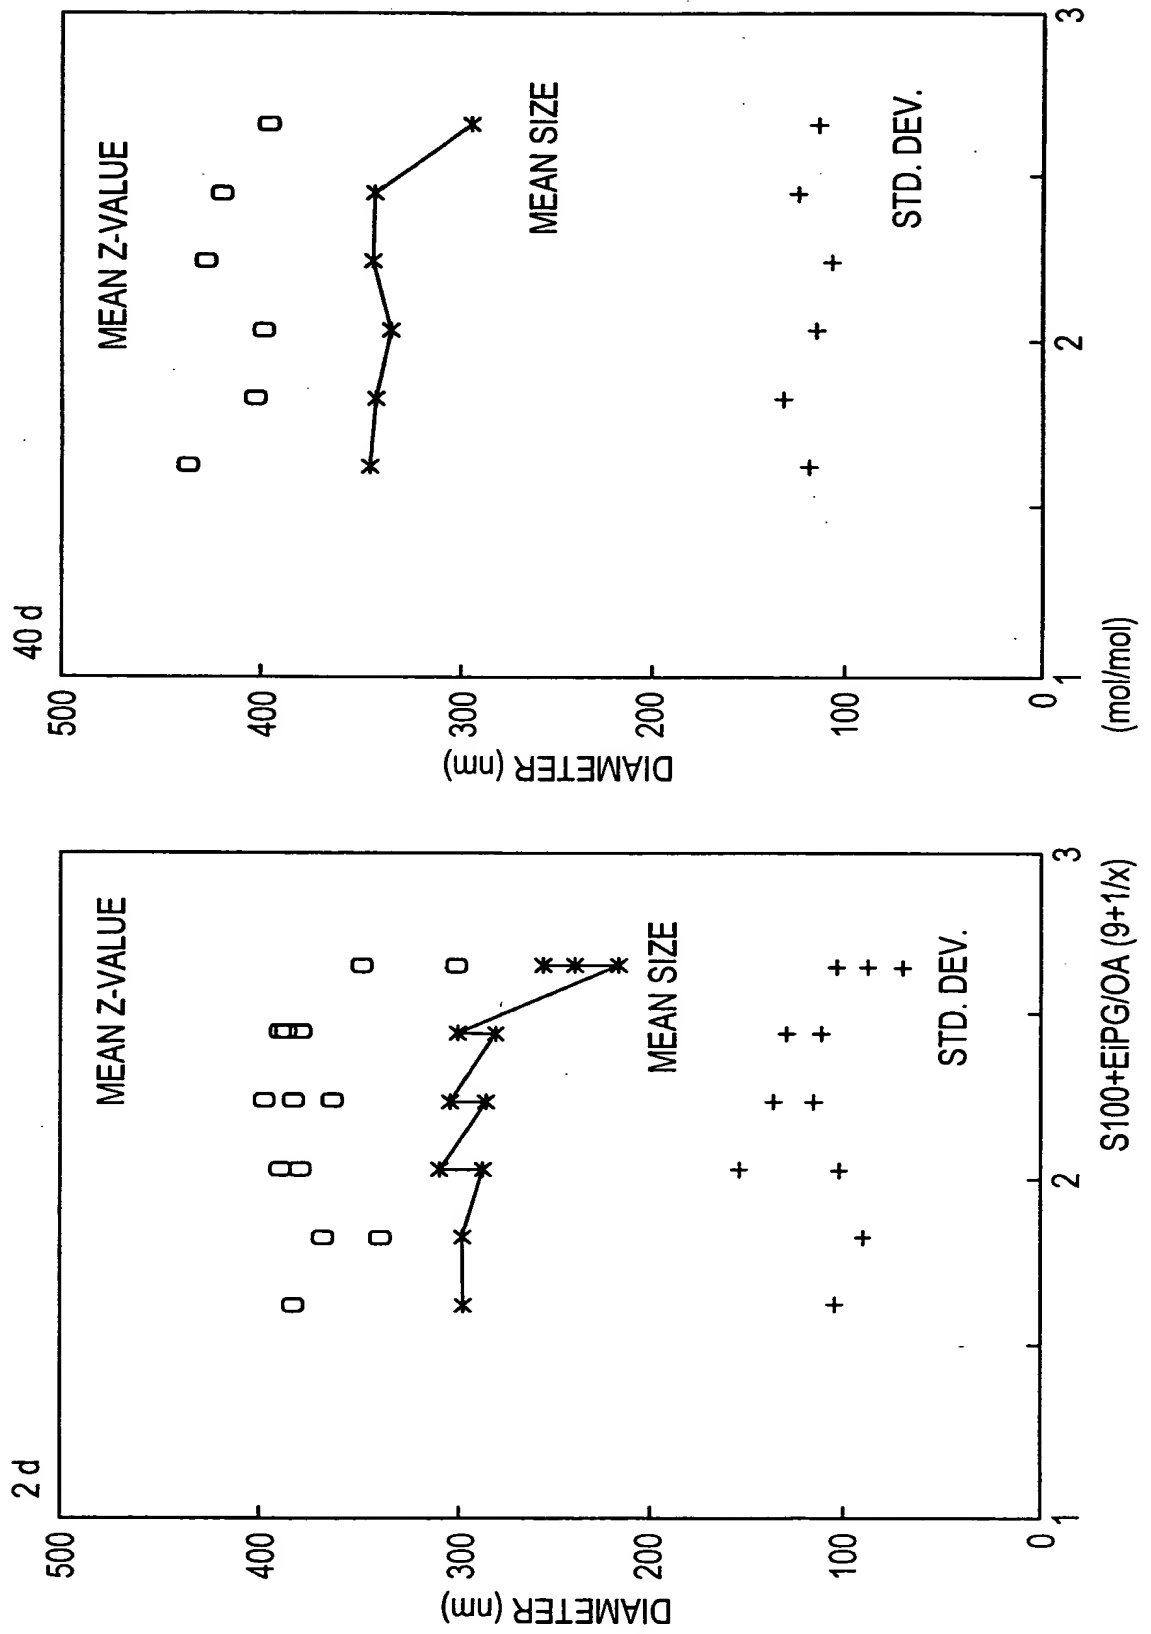 2 d
500
400
300
200
100
0
DIAMETER (nm)
MEAN Z-VALUE
MEAN SIZE
STD. DEV.
1
2
3
S100+EiPG/OA (9+1/x)
40 d
500
400
300
200
100
0
DIAMETER (nm)
MEAN Z-VALUE
MEAN SIZE
STD. DEV.
1
2
3
(mol/mol)